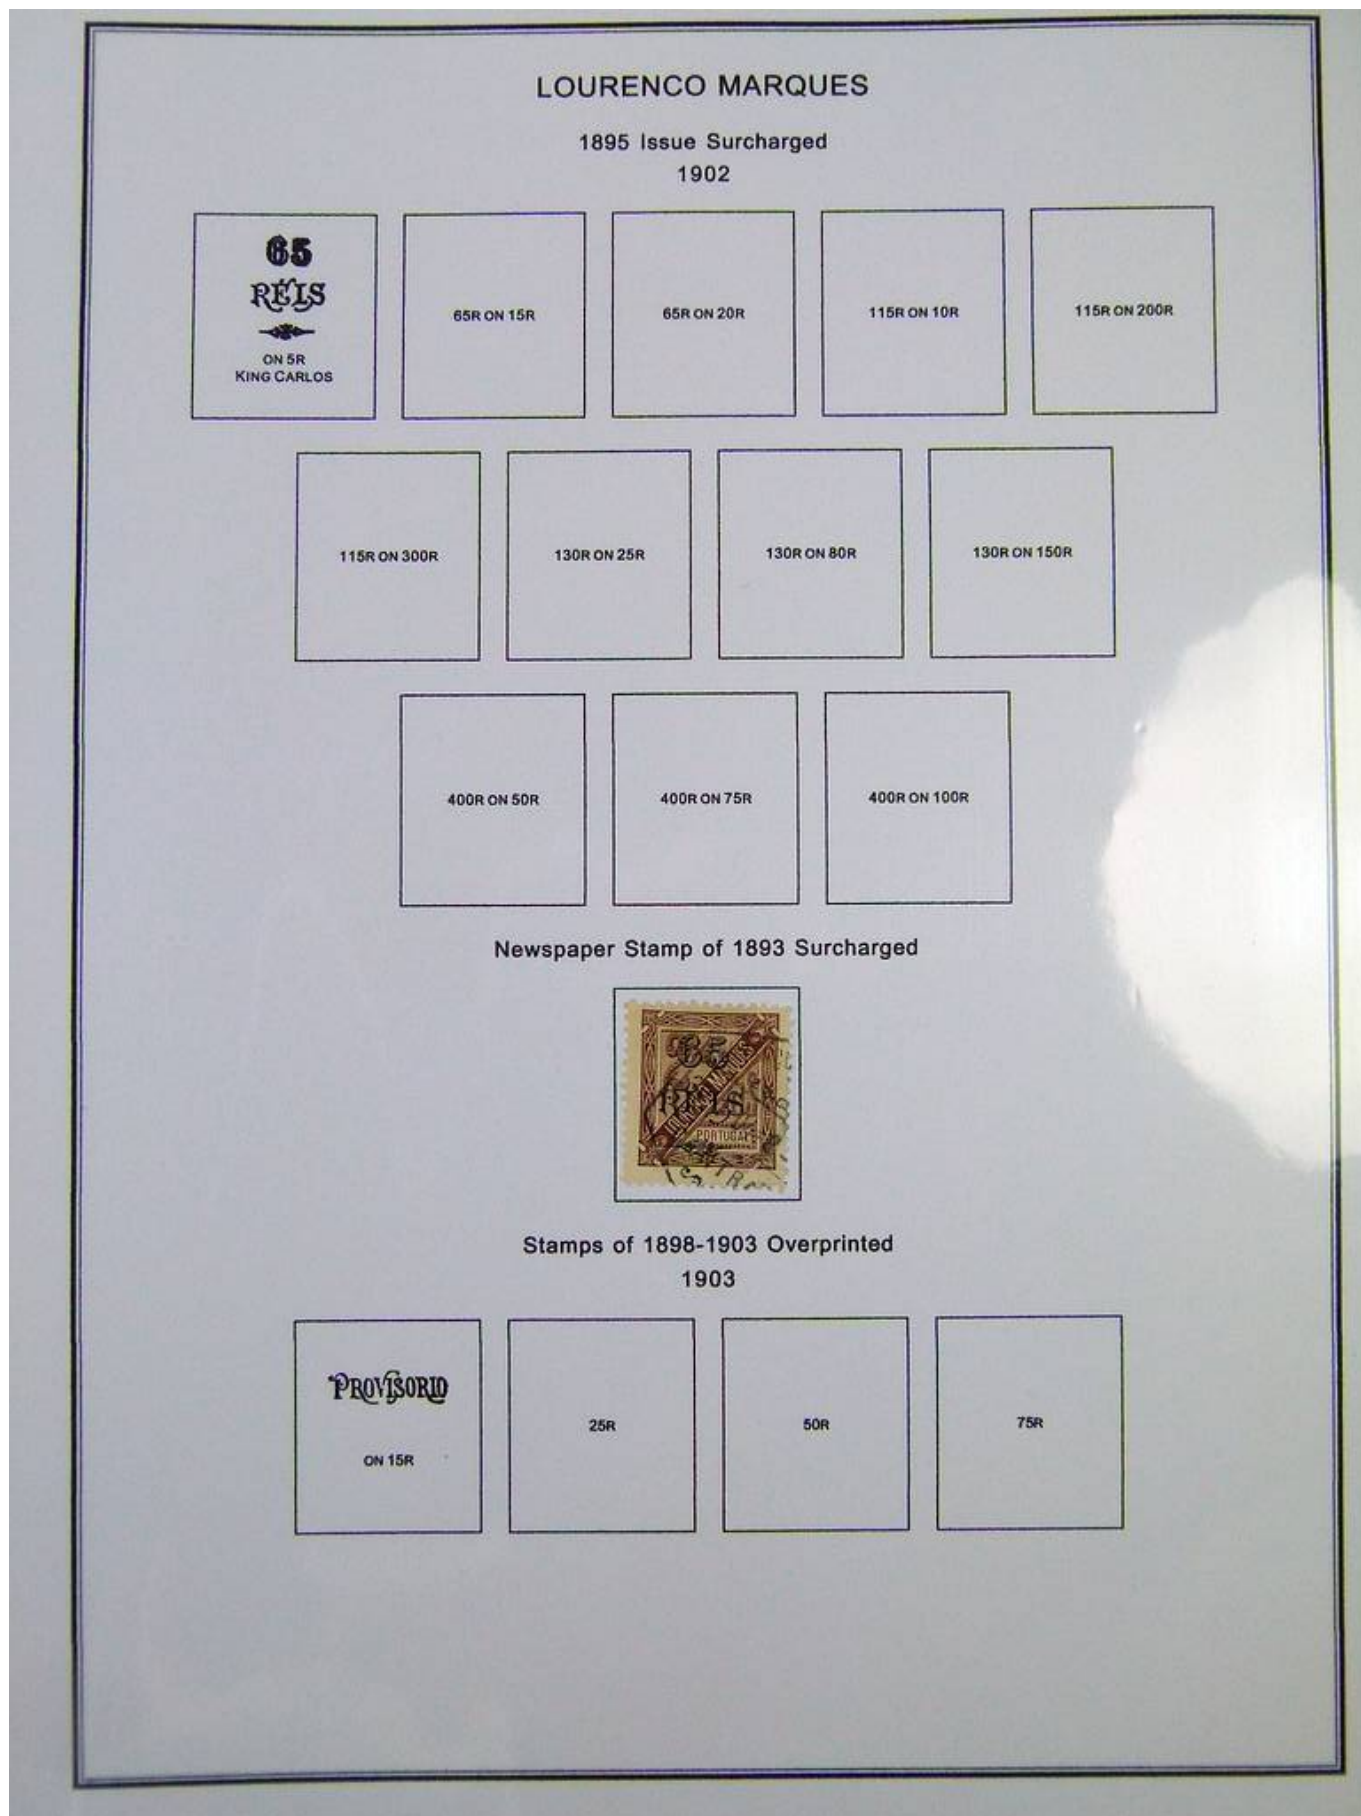 LOURENCO MARQUES
1895 Issue Surcharged
1902
65
RÉIS
ON 5R
KING CARLOS
65R ON 15R
65R ON 20R
115R ON 10R
115R ON 200R
115R ON 300R
130R ON 25R
130R ON 80R
130R ON 150R
400R ON 50R
400R ON 75R
400R ON 100R
Newspaper Stamp of 1893 Surcharged
65
RÉIS
LOURENÇO MARQUES
PORTUGAL
Stamps of 1898-1903 Overprinted
1903
PROVISORIO
ON 15R
25R
50R
75R